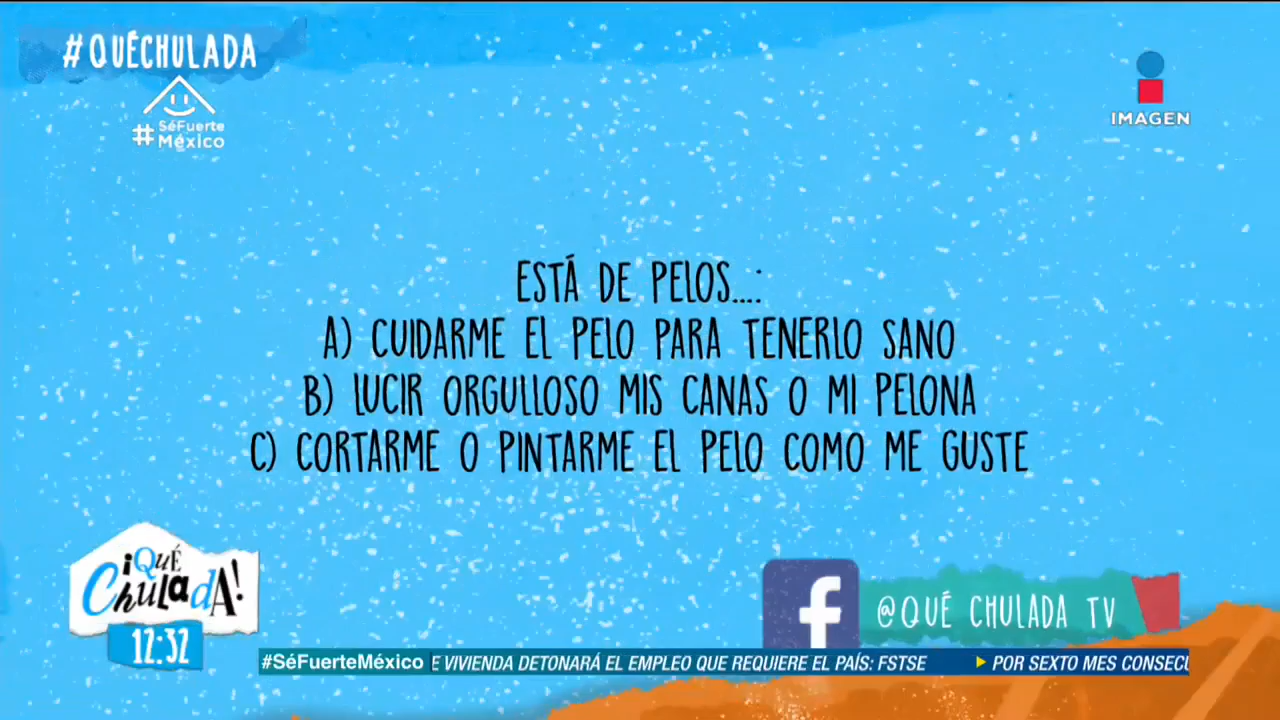 #QUÉCHULADA
#SéFuerte
México
IMAGEN
ESTÁ DE PELOS....:
A) CUIDARME EL PELO PARA TENERLO SANO
B) LUCIR ORGULLOSO MIS CANAS O MI PELONA
C) CORTARME O PINTARME EL PELO COMO ME GUSTE
¡QUÉ
ChuLadA!
12:32
f @QUÉ CHULADA TV
#SéFuerteMéxico E VIVIENDA DETONARÁ EL EMPLEO QUE REQUIERE EL PAÍS: FSTSE POR SEXTO MES CONSECU